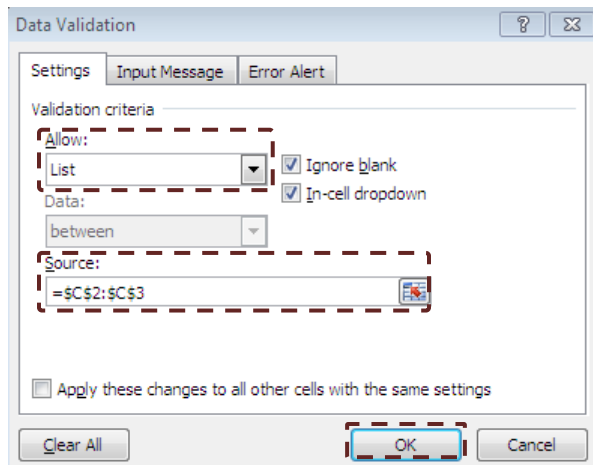 Data Validation ?
Settings Input Message Error Alert
Validation criteria
Allow:
List
Ignore blank
In-cell dropdown
Data:
between
Source:
=$C$2:$C$3
Apply these changes to all other cells with the same settings
Clear All OK Cancel